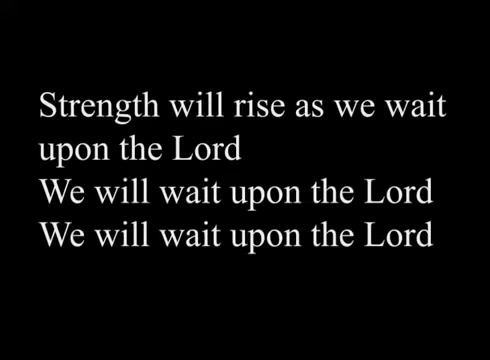 Strength will rise as we wait
upon the Lord
We will wait upon the Lord
We will wait upon the Lord